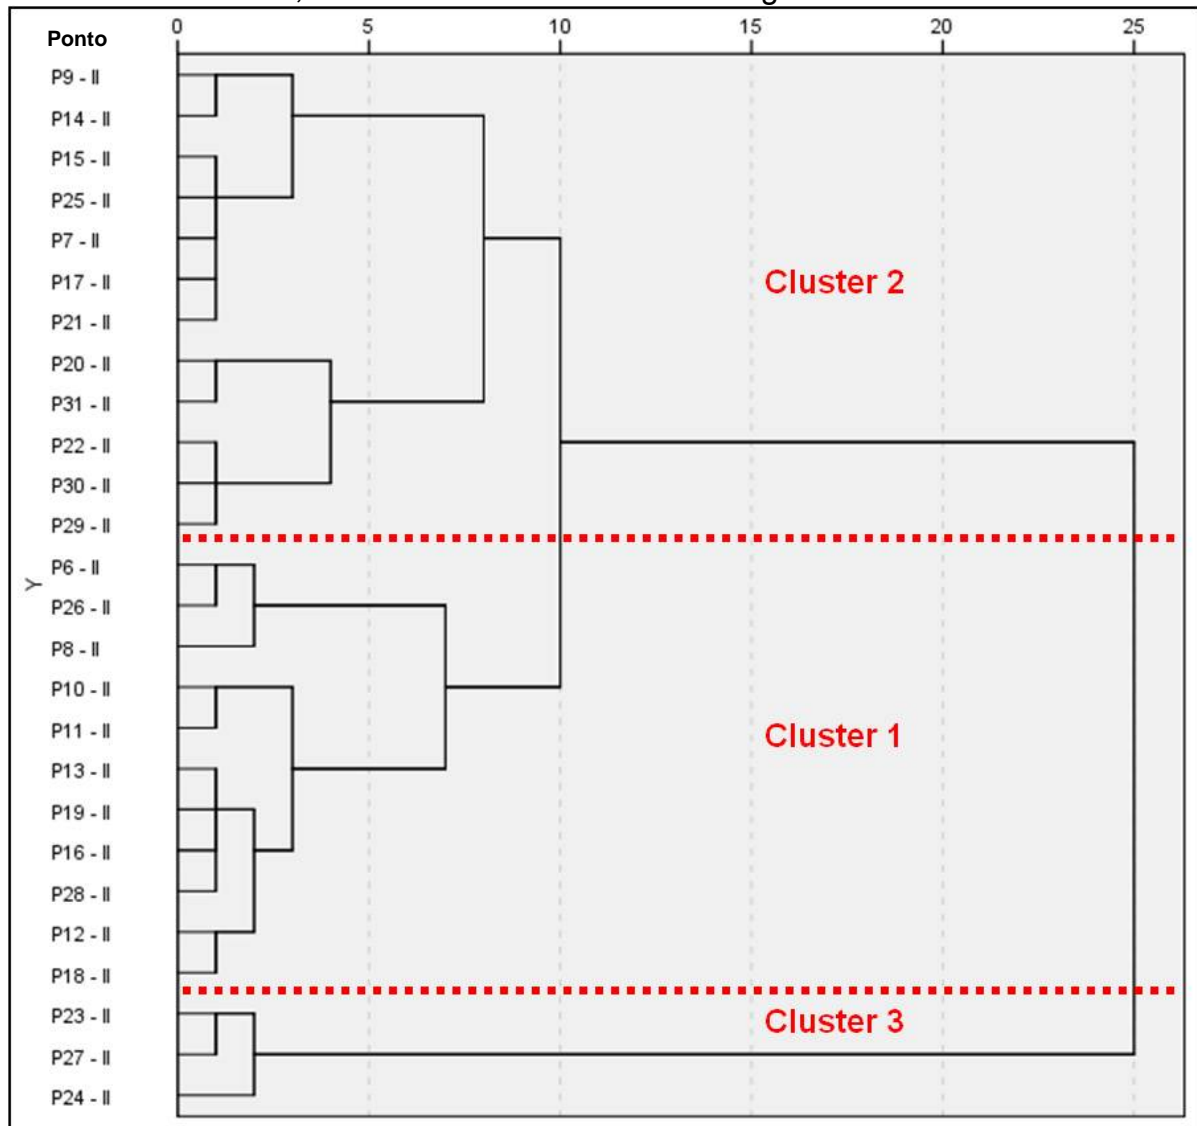 0 5 10 15 20 25
Ponto
P9 - II
P14 - II
P15 - II
P25 - II
P7 - II
P17 - II
Cluster 2
P21 - II
P20 - II
P31 - II
P22 - II
P30 - II
P29 - II
P6 - II
Y
P26 - II
P8 - II
P10 - II
P11 - II
Cluster 1
P13 - II
P19 - II
P16 - II
P28 - II
P12 - II
P18 - II
P23 - II
Cluster 3
P27 - II
P24 - II